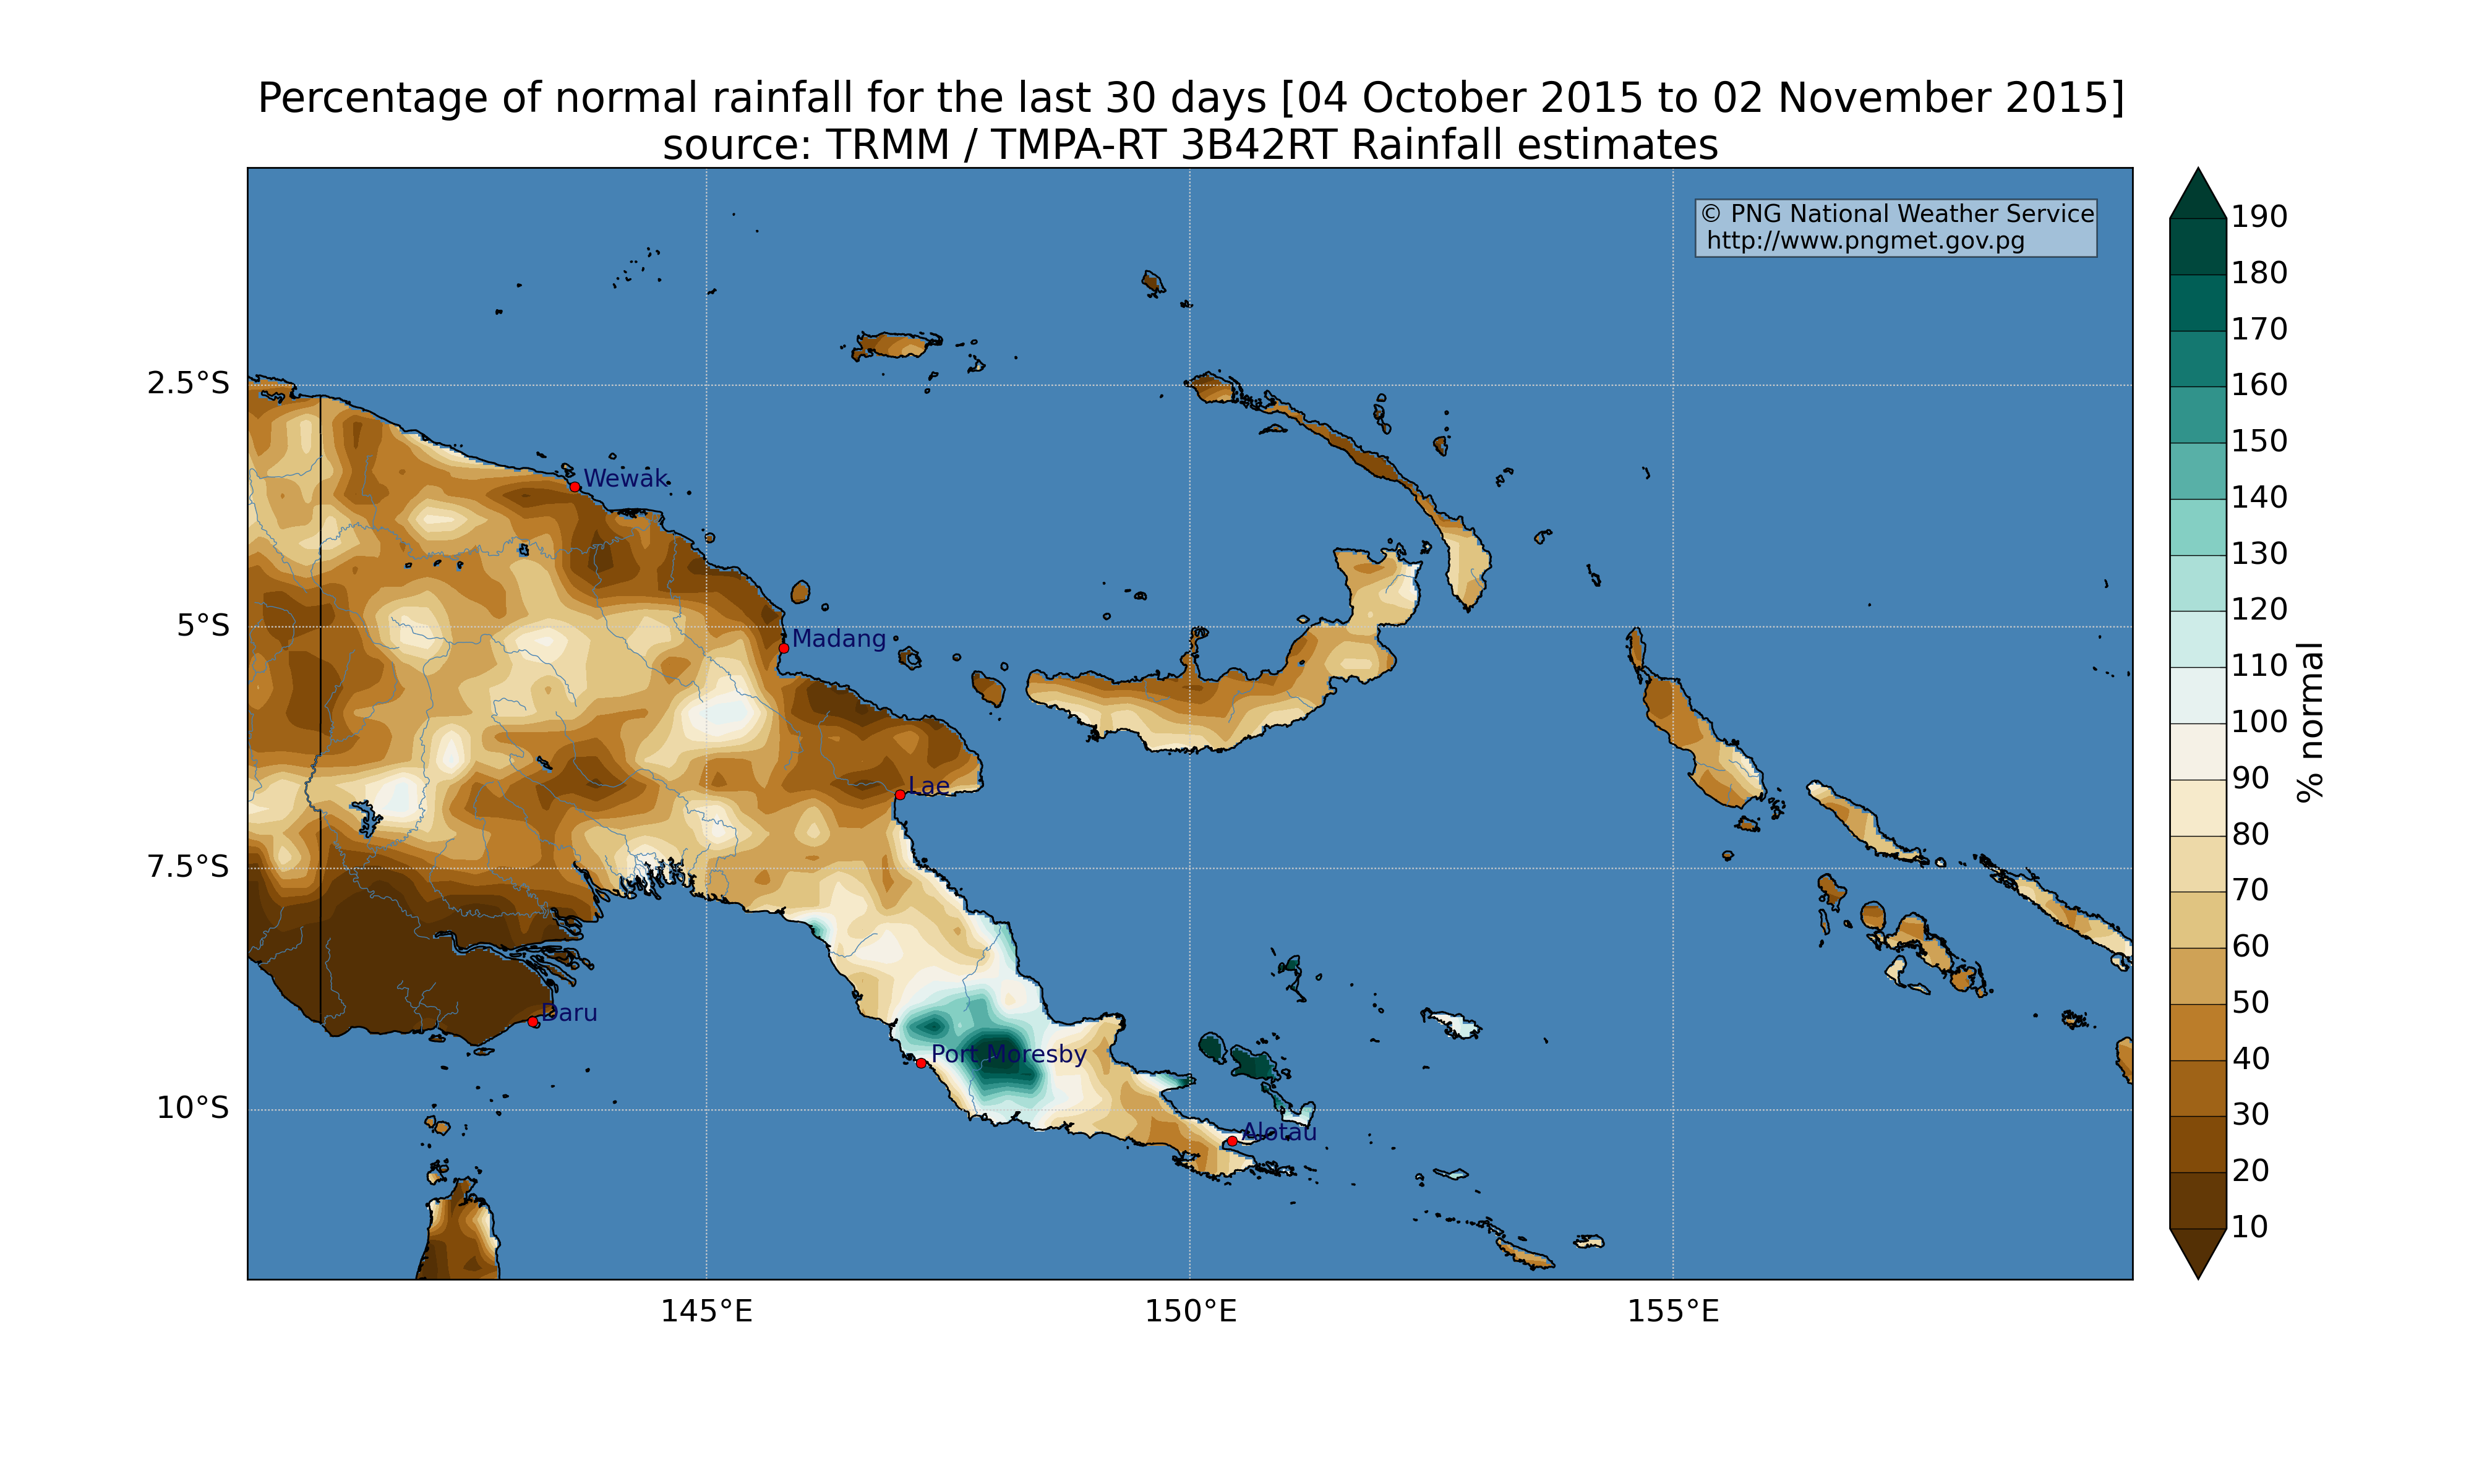 Percentage of normal rainfall for the last 30 days [04 October 2015 to 02 November 2015]
source: TRMM / TMPA-RT 3B42RT Rainfall estimates
© PNG National Weather Service
http://www.pngmet.gov.pg
190
180
170
160
150
140
130
120
110
100
90
80
70
60
50
40
30
20
10
% normal
2.5°S
5°S
7.5°S
10°S
Wewak
Madang
Lae
Daru
Port Moresby
Alotau
145°E
150°E
155°E